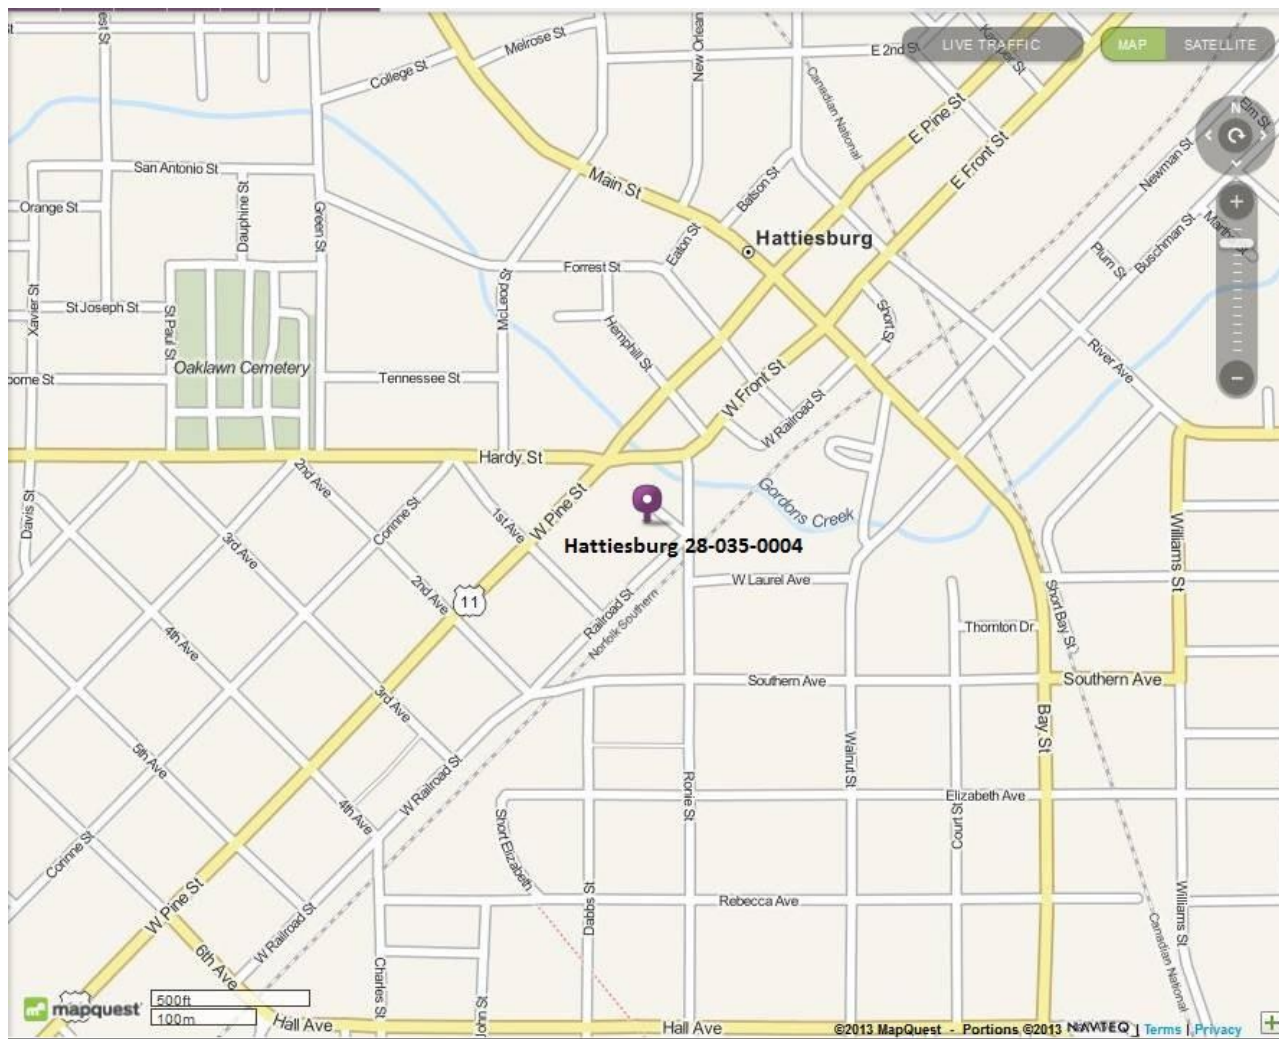 LIVE TRAFFIC
MAP
SATELLITE
N
Melrose St
College St
New Orlean
E 2nd St
Canadian National
E Pine St
E Front St
Elm St
Newman St
San Antonio St
Orange St
Dauphine St
Green St
Main St
Batson St
Eaton St
Hattiesburg
Plum St
Buschman St
Xavier St
St Joseph St
St Paul St
McLeod St
Forrest St
Hemphill St
Short St
River Ave
Oaklawn Cemetery
Tennessee St
W Front St
W Railroad St
Hardy St
Davis St
2nd Ave
3rd Ave
Corinne St
1st Ave
W Pine St
Gordons Creek
Hattiesburg 28-035-0004
W Laurel Ave
Williams St
11
2nd Ave
Railroad St
Norfolk Southern
Short Bay St
Thornton Dr
4th Ave
3rd Ave
Southern Ave
Southern Ave
Bay St
5th Ave
4th Ave
W Railroad St
Ronie St
Walnut St
Court St
Elizabeth Ave
Short Elizabeth
Corinne St
W Pine St
6th Ave
W Railroad St
Dabbs St
Rebecca Ave
Williams St
Canadian National
Charles St
John St
mapquest
500ft
100m
Hall Ave
Hall Ave
©2013 MapQuest - Portions ©2013 NAVTEQ | Terms | Privacy